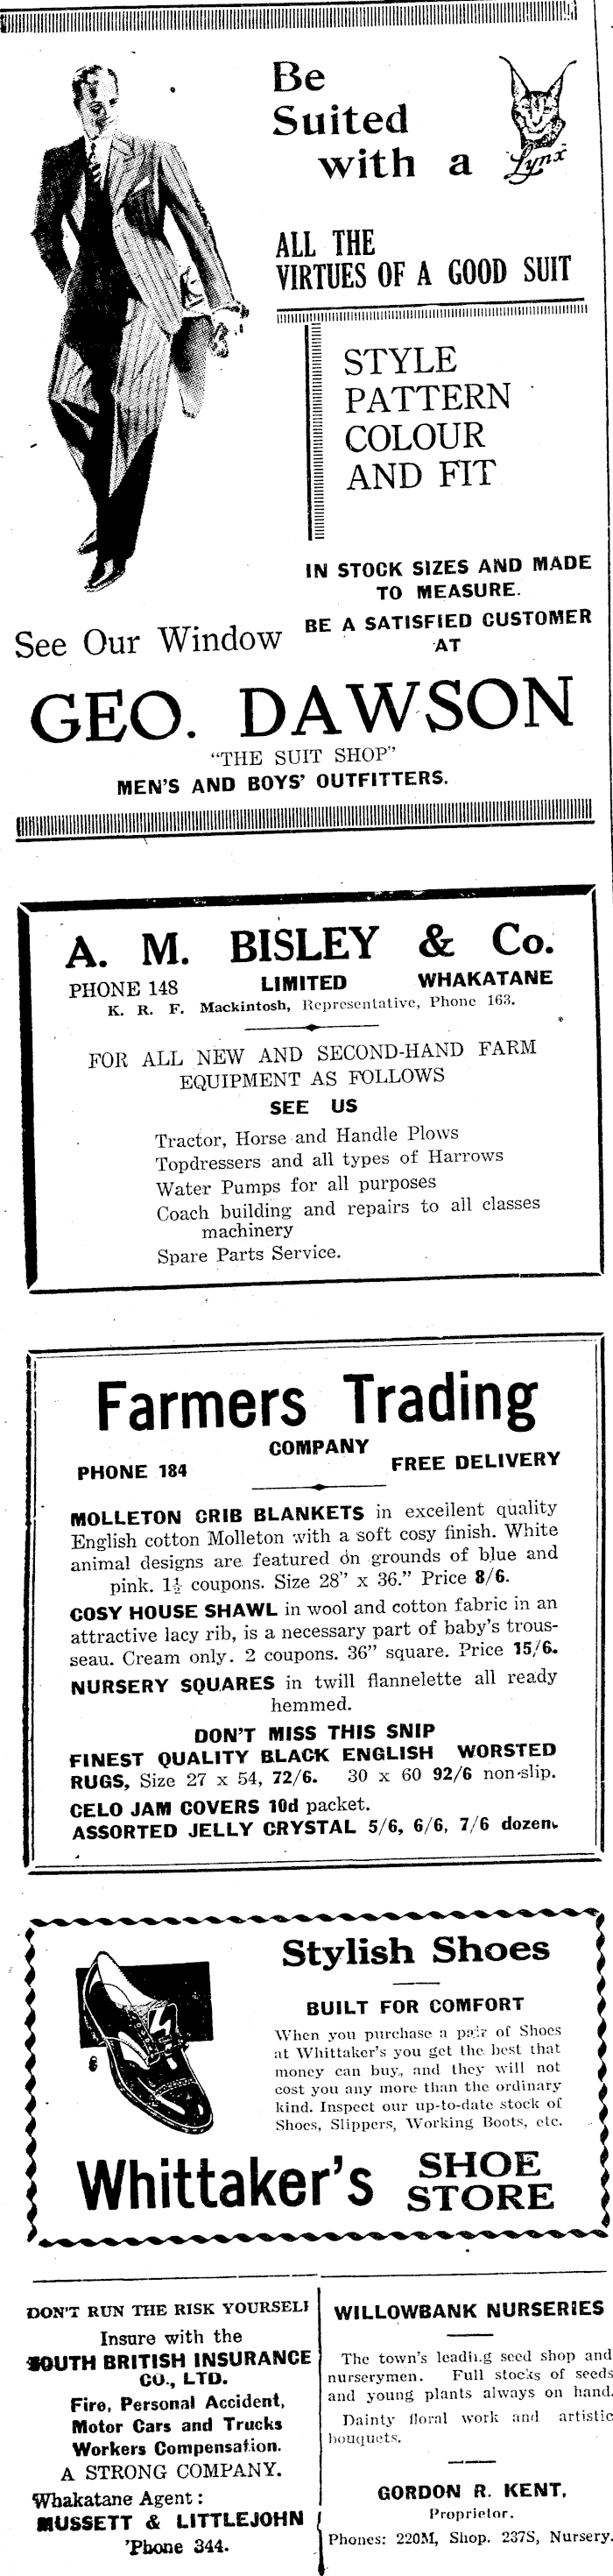 Be
Suited
with a Lynx
ALL THE
VIRTUES OF A GOOD SUIT
STYLE
PATTERN
COLOUR
AND FIT
IN STOCK SIZES AND MADE
TO MEASURE.
BE A SATISFIED CUSTOMER
AT
See Our Window
GEO. DAWSON
“THE SUIT SHOP”
MEN'S AND BOYS' OUTFITTERS.
A. M. BISLEY & Co.
PHONE 148 LIMITED WHAKATANE
K. R. F. Mackintosh, Representative, Phone 163.
FOR ALL NEW AND SECOND-HAND FARM
EQUIPMENT AS FOLLOWS
SEE US
Tractor, Horse and Handle Plows
Topdressers and all types of Harrows
Water Pumps for all purposes
Coach building and repairs to all classes
machinery
Spare Parts Service.
Farmers Trading
COMPANY
PHONE 184 FREE DELIVERY
MOLLETON CRIB BLANKETS in excellent quality
English cotton Molleton with a soft cosy finish. White
animal designs are featured on grounds of blue and
pink. 1½ coupons. Size 28” x 36.” Price 8/6.
COSY HOUSE SHAWL in wool and cotton fabric in an
attractive lacy rib, is a necessary part of baby's trous-
seau. Cream only. 2 coupons. 36” square. Price 15/6.
NURSERY SQUARES in twill flannelette all ready
hemmed.
DON'T MISS THIS SNIP
FINEST QUALITY BLACK ENGLISH WORSTED
RUGS, Size 27 x 54, 72/6. 30 x 60 92/6 non-slip.
CELO JAM COVERS 10d packet.
ASSORTED JELLY CRYSTAL 5/6, 6/6, 7/6 dozen.
Stylish Shoes
BUILT FOR COMFORT
When you purchase a pair of Shoes
at Whittaker's you get the best that
money can buy, and they will not
cost you any more than the ordinary
kind. Inspect our up-to-date stock of
Shoes, Slippers, Working Boots, etc.
Whittaker's SHOE
STORE
DON'T RUN THE RISK YOURSELF
Insure with the
SOUTH BRITISH INSURANCE
CO., LTD.
Fire, Personal Accident,
Motor Cars and Trucks
Workers Compensation.
A STRONG COMPANY.
Whakatane Agent:
MUSSETT & LITTLEJOHN
'Phone 344.
WILLOWBANK NURSERIES
The town's leading seed shop and
nurserymen. Full stocks of seeds
and young plants always on hand.
Dainty floral work and artistic
bouquets.
GORDON R. KENT,
Proprietor.
Phones: 220M, Shop. 237S, Nursery.